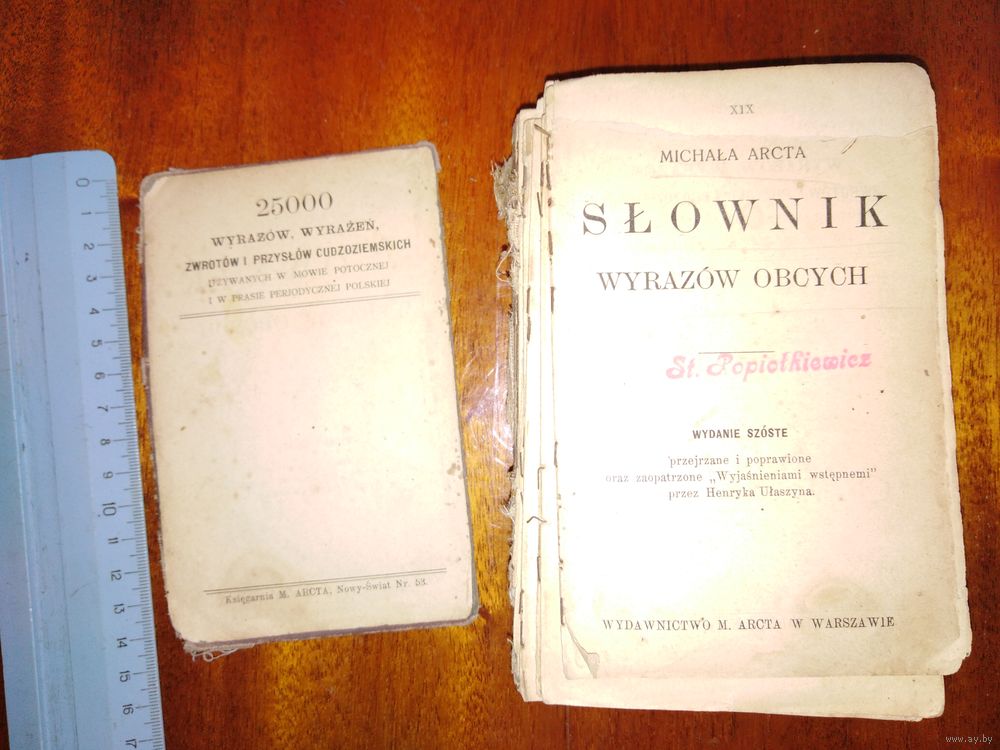 0
1
2
3
4
5
6
7
8
9
10
11
12
13
14
15
16
17
25000
WYRAZÓW, WYRAŻEŃ,
ZWROTÓW I PRZYSŁÓW CUDZOZIEMSKICH
UŻYWANYCH W MOWIE POTOCZNEJ
I W PRASIE PERJODYCZNEJ POLSKIEJ
Księgarnia M. ARCTA, Nowy-Świat Nr. 53.
XIX
MICHAŁA ARCTA
SŁOWNIK
WYRAZÓW OBCYCH
St. Popiołkiewicz
WYDANIE SZÓSTE
przejrzane i poprawione
oraz zaopatrzone „Wyjaśnieniami wstępnemi"
przez Henryka Ułaszyna.
WYDAWNICTWO M. ARCTA W WARSZAWIE
www.ay.by